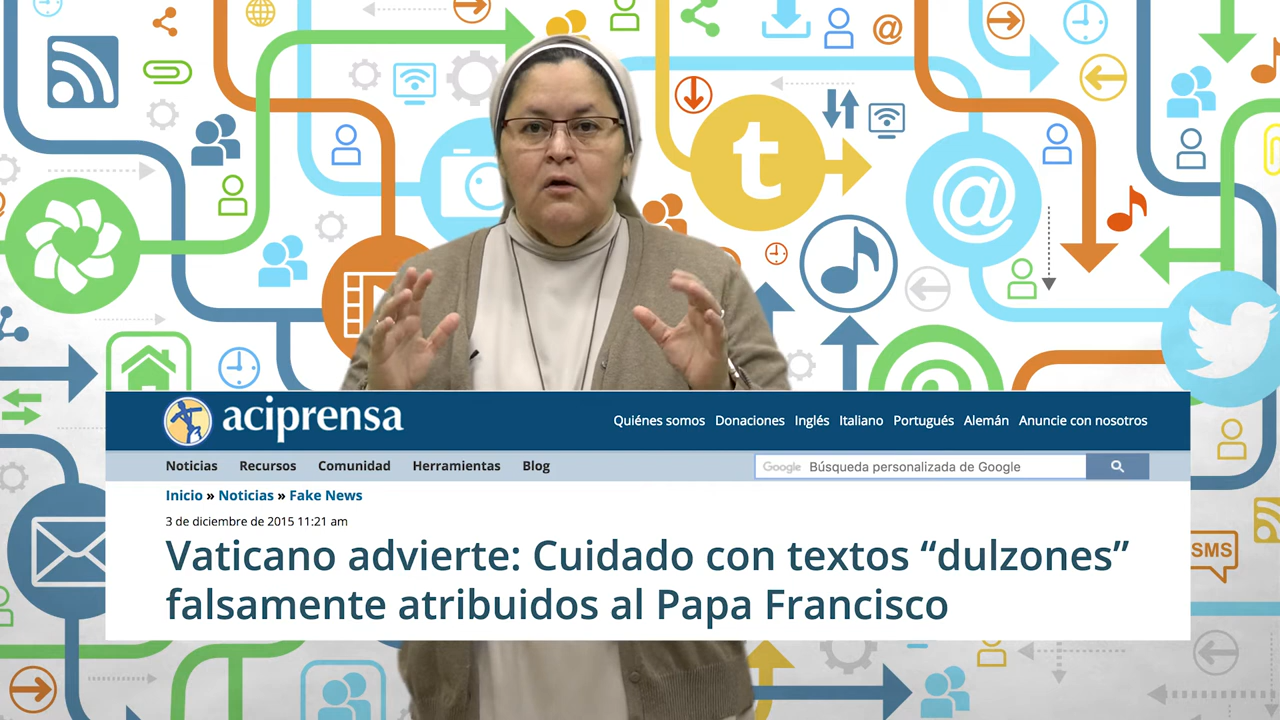 t
@
@
aciprensa
Quiénes somos Donaciones Inglés Italiano Portugués Alemán Anuncie con nosotros
Noticias Recursos Comunidad Herramientas Blog
Google Búsqueda personalizada de Google
Inicio » Noticias » Fake News
3 de diciembre de 2015 11:21 am
Vaticano advierte: Cuidado con textos “dulzones”
falsamente atribuidos al Papa Francisco
SMS